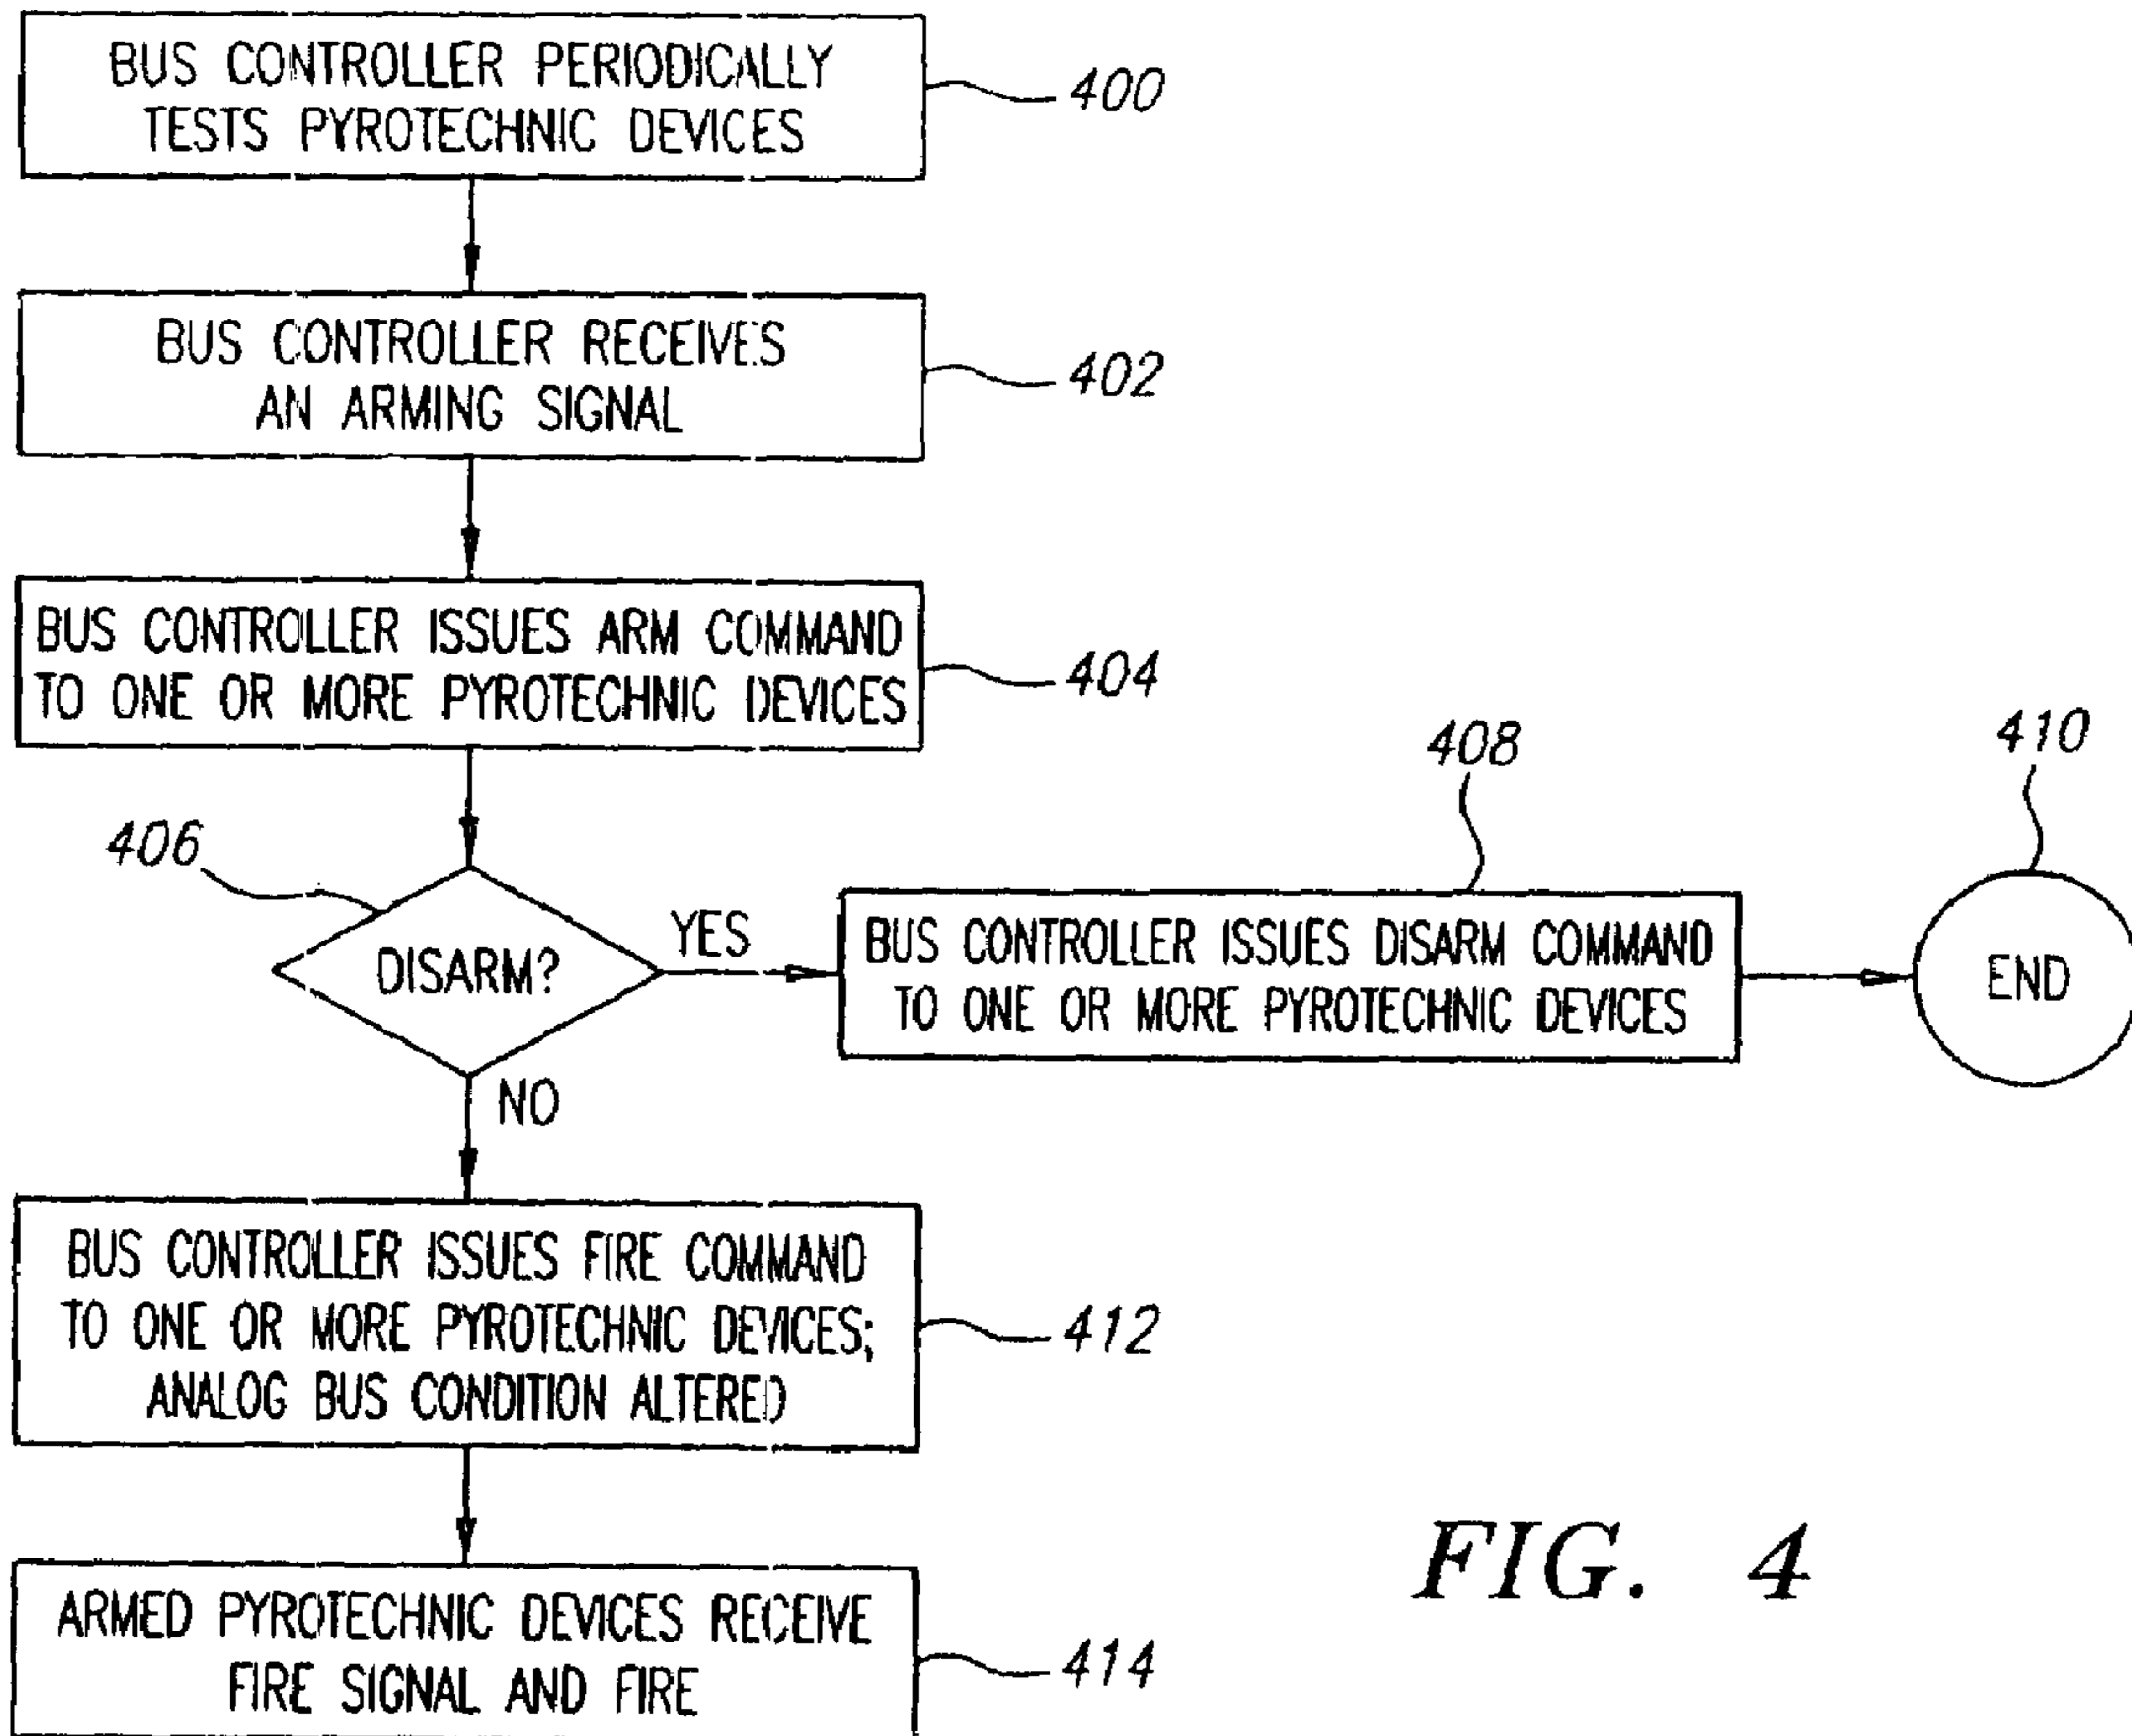 BUS CONTROLLER PERIODICALLY
TESTS PYROTECHNIC DEVICES
400
BUS CONTROLLER RECEIVES
AN ARMING SIGNAL
402
BUS CONTROLLER ISSUES ARM COMMAND
TO ONE OR MORE PYROTECHNIC DEVICES
404
406
DISARM?
YES
408
BUS CONTROLLER ISSUES DISARM COMMAND
TO ONE OR MORE PYROTECHNIC DEVICES
410
END
NO
BUS CONTROLLER ISSUES FIRE COMMAND
TO ONE OR MORE PYROTECHNIC DEVICES;
ANALOG BUS CONDITION ALTERED
412
ARMED PYROTECHNIC DEVICES RECEIVE
FIRE SIGNAL AND FIRE
414
FIG. 4